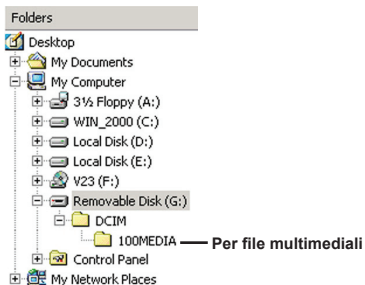 Folders
Desktop
My Documents
My Computer
3½ Floppy (A:)
WIN_2000 (C:)
Local Disk (D:)
Local Disk (E:)
V23 (F:)
Removable Disk (G:)
DCIM
100MEDIA Per file multimediali
Control Panel
My Network Places